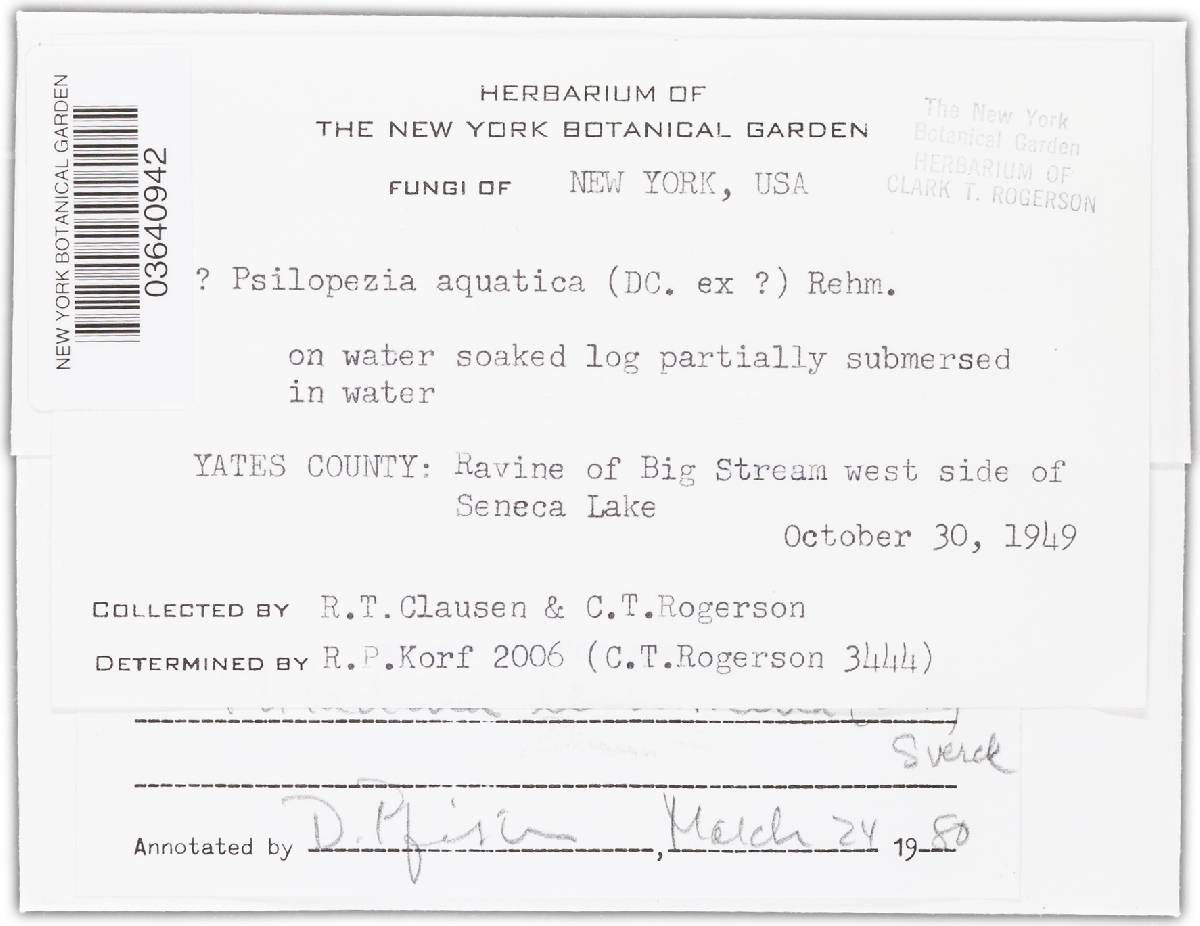 NEW YORK BOTANICAL GARDEN
03640942
HERBARIUM OF
THE NEW YORK BOTANICAL GARDEN
The New York
Botanical Garden
HERBARIUM OF
CLARK T. ROGERSON
FUNGI OF NEW YORK, USA
? Psilopezia aquatica (DC. ex ?) Rehm.
on water soaked log partially submersed
in water
YATES COUNTY: Ravine of Big Stream west side of
Seneca Lake
October 30, 1949
COLLECTED BY R.T.Clausen & C.T.Rogerson
DETERMINED BY R.P.Korf 2006 (C.T.Rogerson 3444)
Sverck
Annotated by D. Pfister, March 24 1980